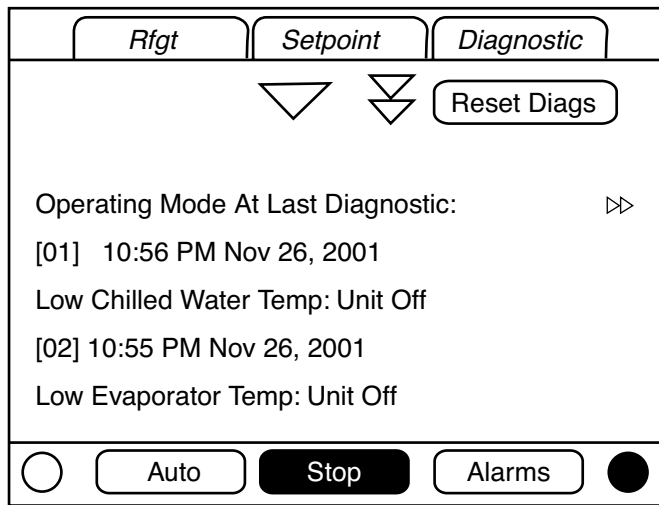 Rfgt Setpoint Diagnostic
Reset Diags
Operating Mode At Last Diagnostic:
[01] 10:56 PM Nov 26, 2001
Low Chilled Water Temp: Unit Off
[02] 10:55 PM Nov 26, 2001
Low Evaporator Temp: Unit Off
Auto Stop Alarms